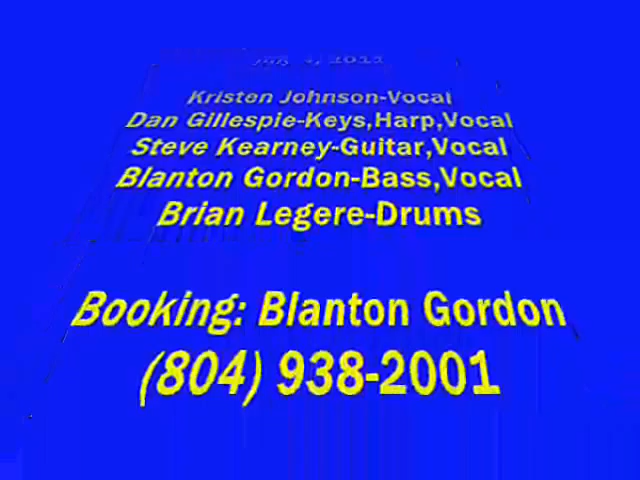 Kristen Johnson-Vocal
Dan Gillespie-Keys,Harp,Vocal
Steve Kearney-Guitar,Vocal
Blanton Gordon-Bass,Vocal
Brian Legere-Drums
Booking: Blanton Gordon
(804) 938-2001